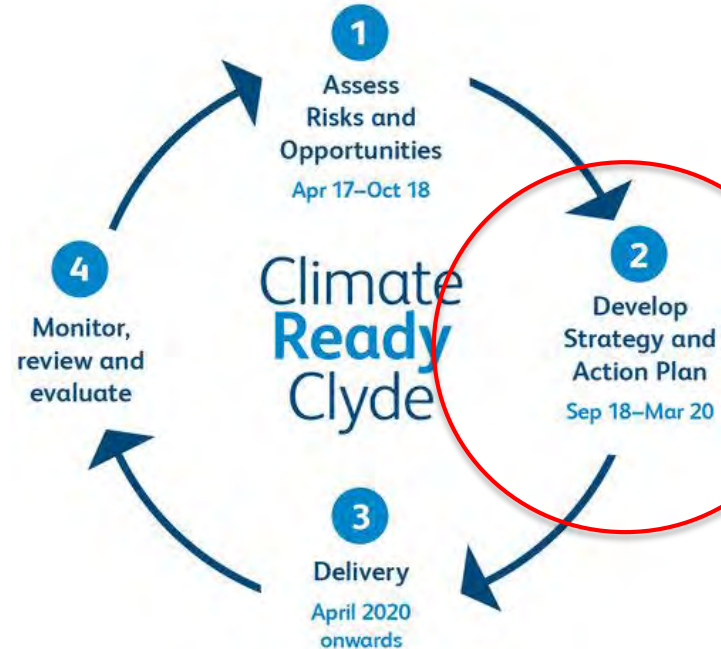 1
Assess
Risks and
Opportunities
Apr 17–Oct 18
2
Develop
Strategy and
Action Plan
Sep 18–Mar 20
3
Delivery
April 2020
onwards
4
Monitor,
review and
evaluate
Climate
Ready
Clyde